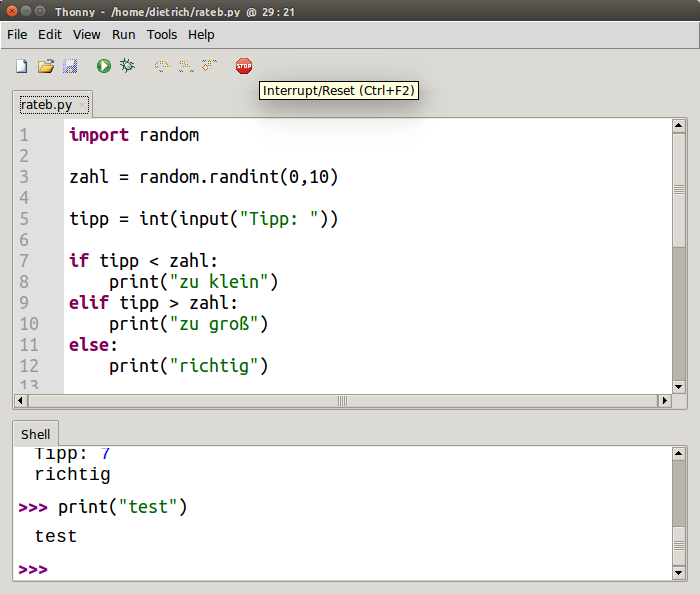 Thonny - /home/dietrich/rateb.py @ 29 : 21
File Edit View Run Tools Help
STOP
Interrupt/Reset (Ctrl+F2)
rateb.py ×
1 import random
2
3 zahl = random.randint(0,10)
4
5 tipp = int(input("Tipp: "))
6
7 if tipp < zahl:
8     print("zu klein")
9 elif tipp > zahl:
10     print("zu groß")
11 else:
12     print("richtig")
13
Shell
Tipp: 7
richtig
>>> print("test")
test
>>>